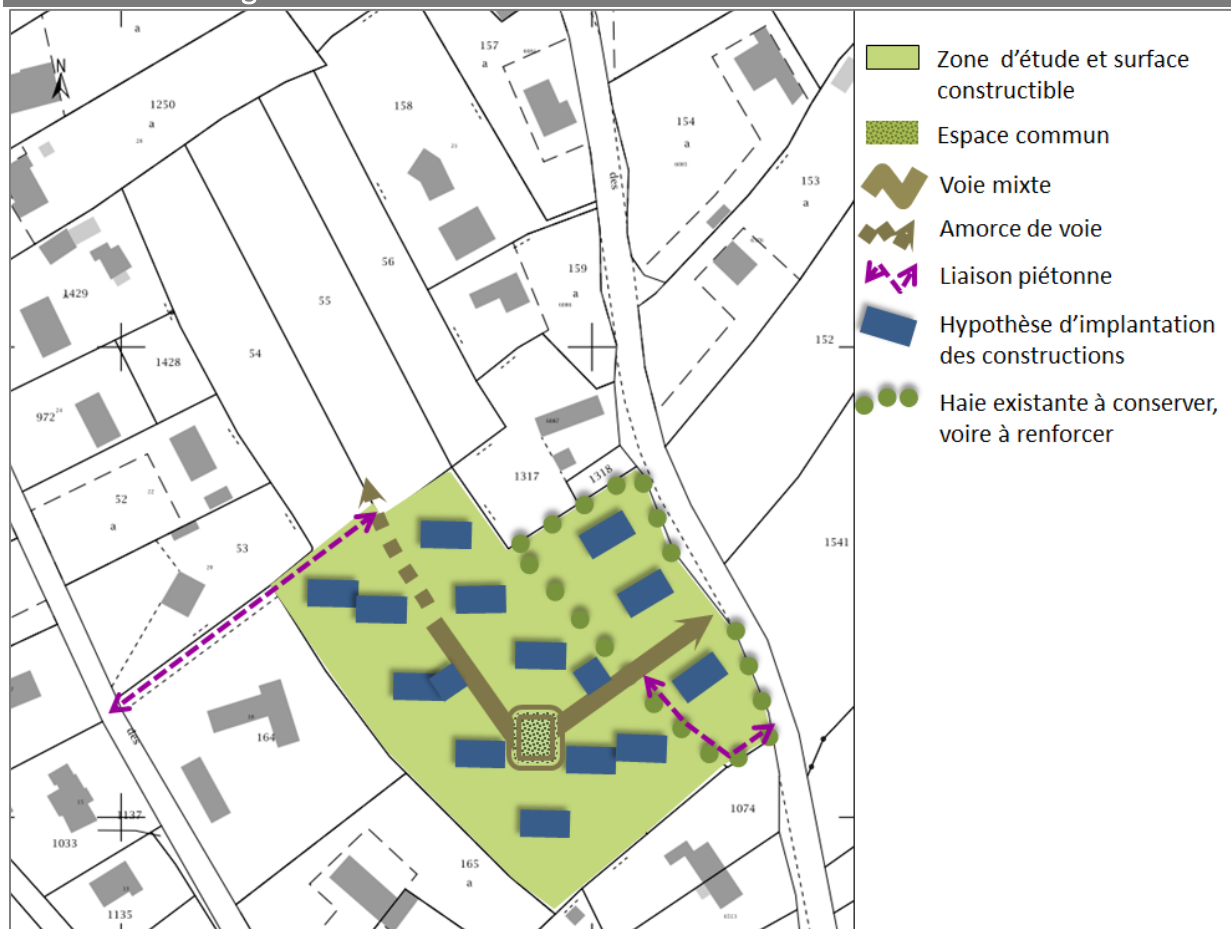 a
157
a
N
1250
a
158
154
a
des
153
a
56
159
a
1429
55
54
1428
152
972
24
52
a
22
1317
1318
1541
53
des
164
1074
1137
1033
165
a
1135
Zone d'étude et surface
constructible
Espace commun
Voie mixte
Amorce de voie
Liaison piétonne
Hypothèse d'implantation
des constructions
Haie existante à conserver,
voire à renforcer